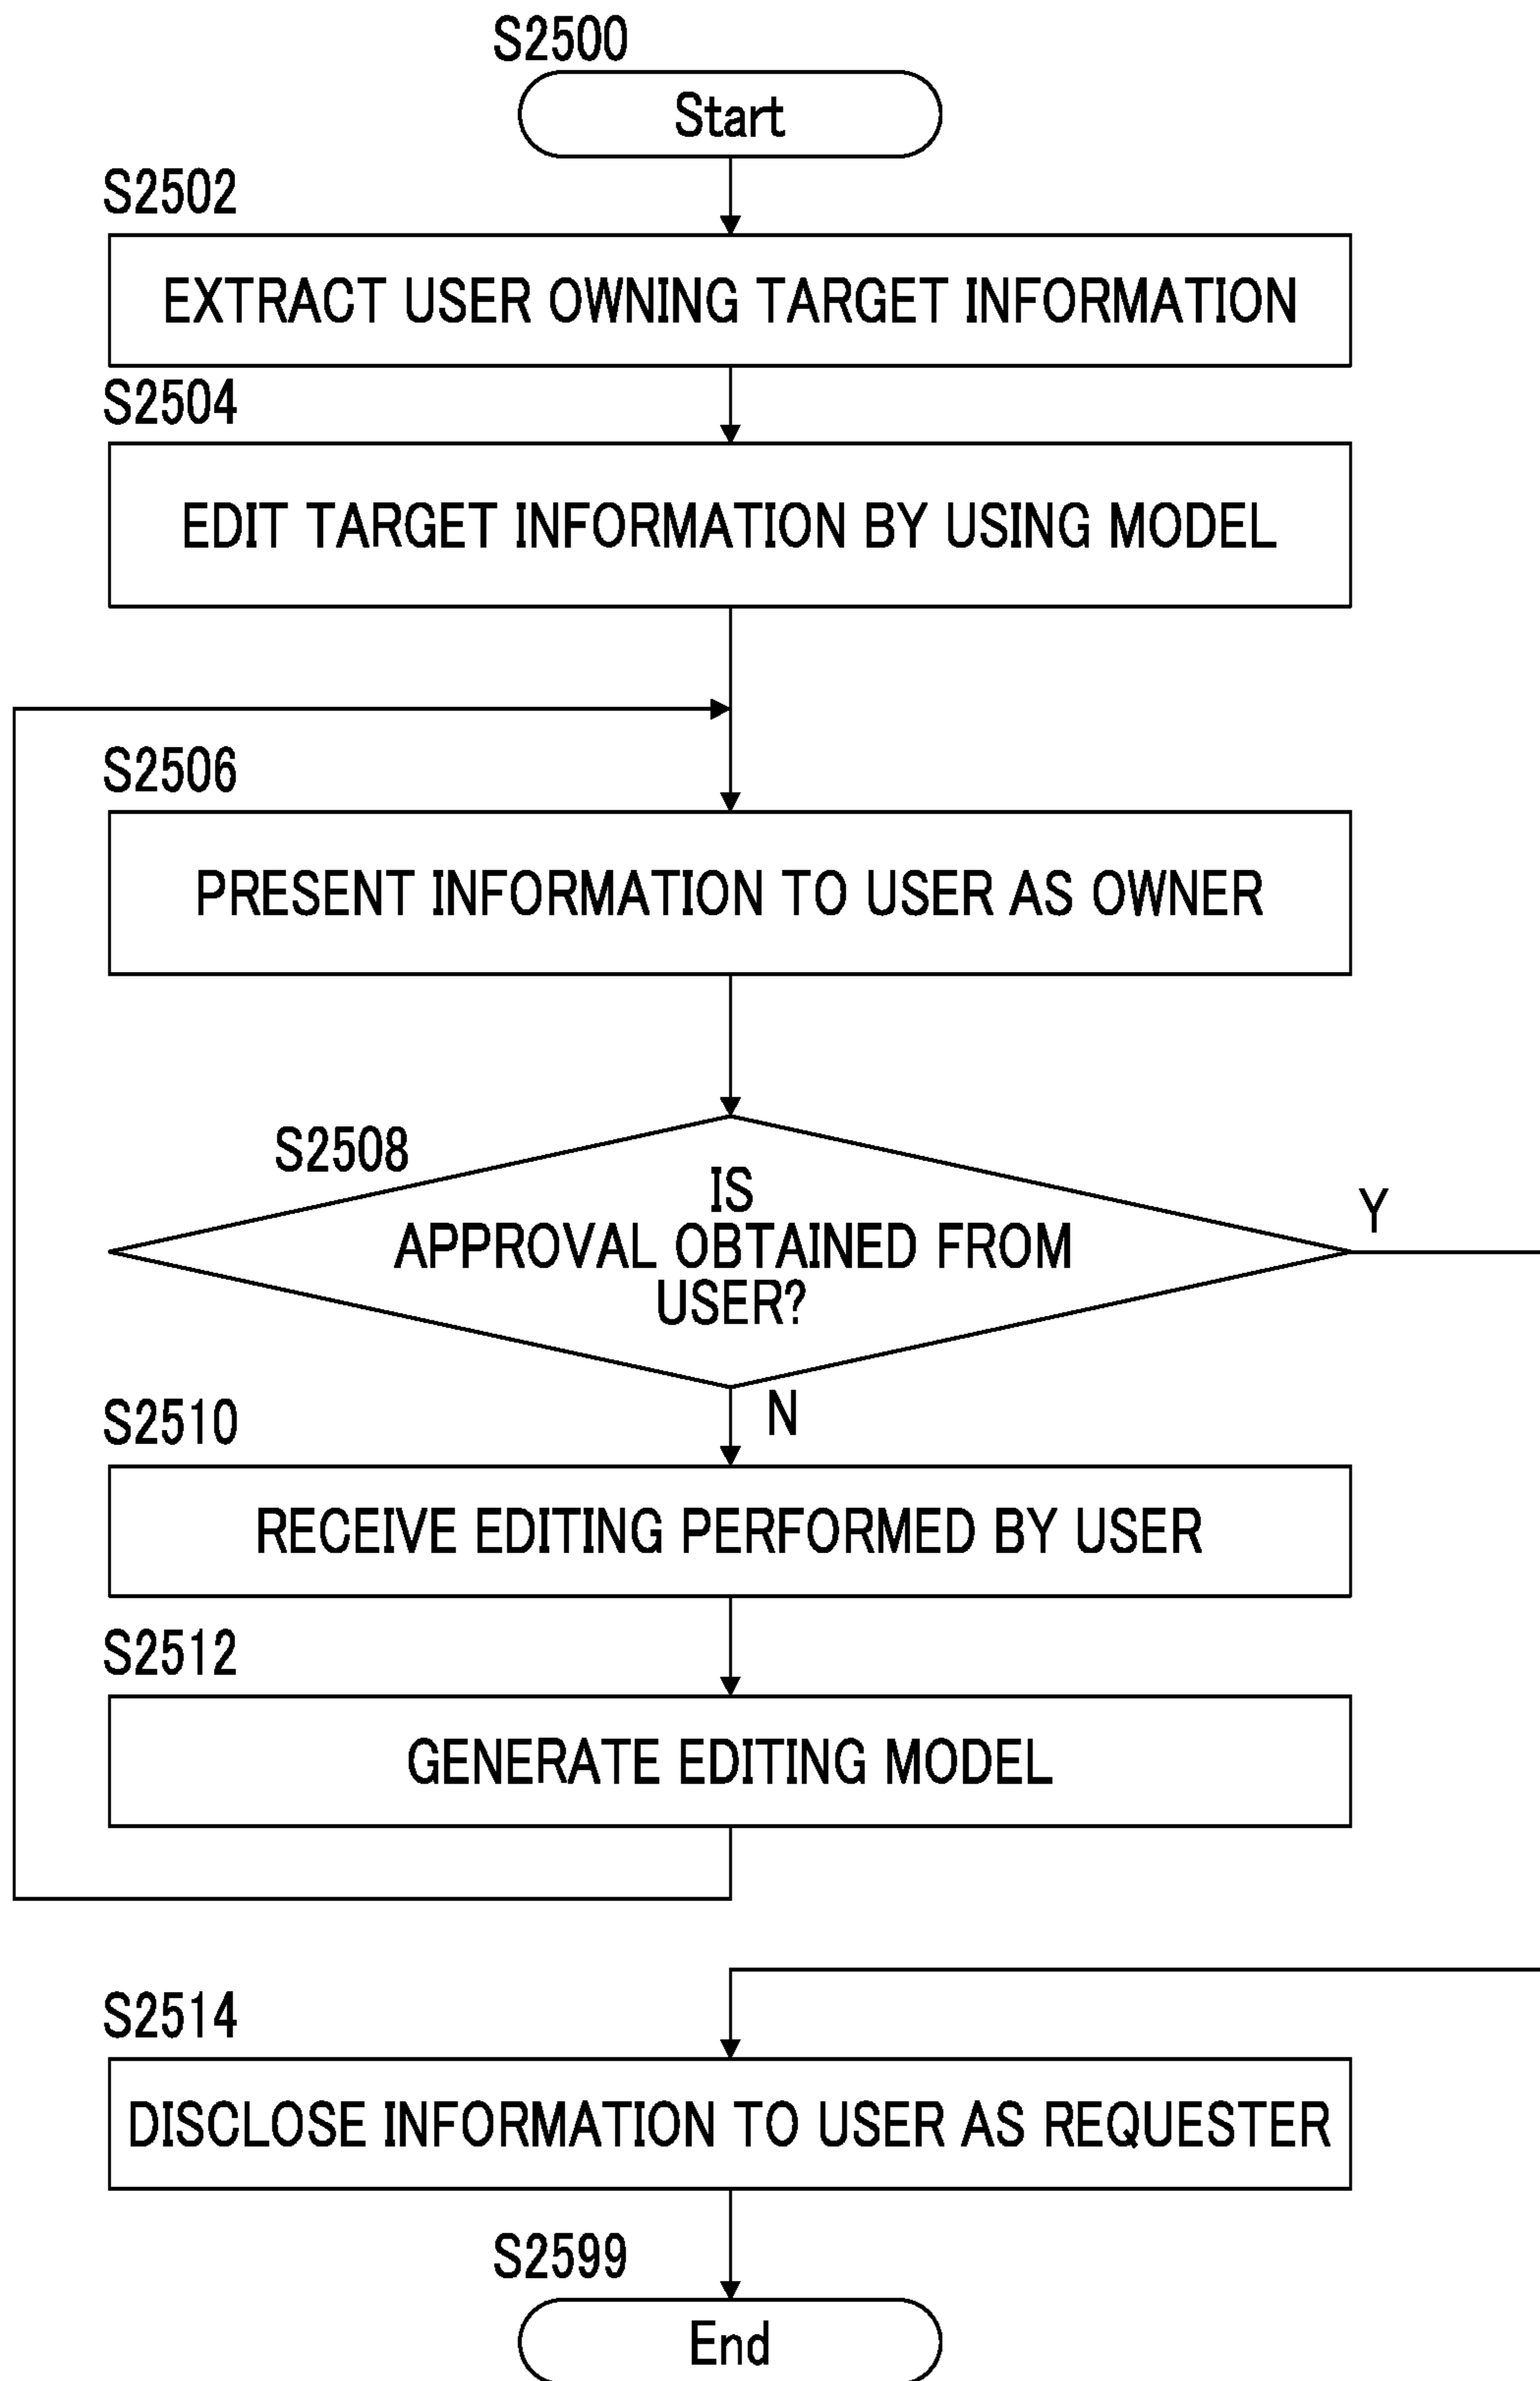 S2500
Start
S2502
EXTRACT USER OWNING TARGET INFORMATION
S2504
EDIT TARGET INFORMATION BY USING MODEL
S2506
PRESENT INFORMATION TO USER AS OWNER
S2508
IS
APPROVAL OBTAINED FROM
USER?
Y
N
S2510
RECEIVE EDITING PERFORMED BY USER
S2512
GENERATE EDITING MODEL
S2514
DISCLOSE INFORMATION TO USER AS REQUESTER
S2599
End